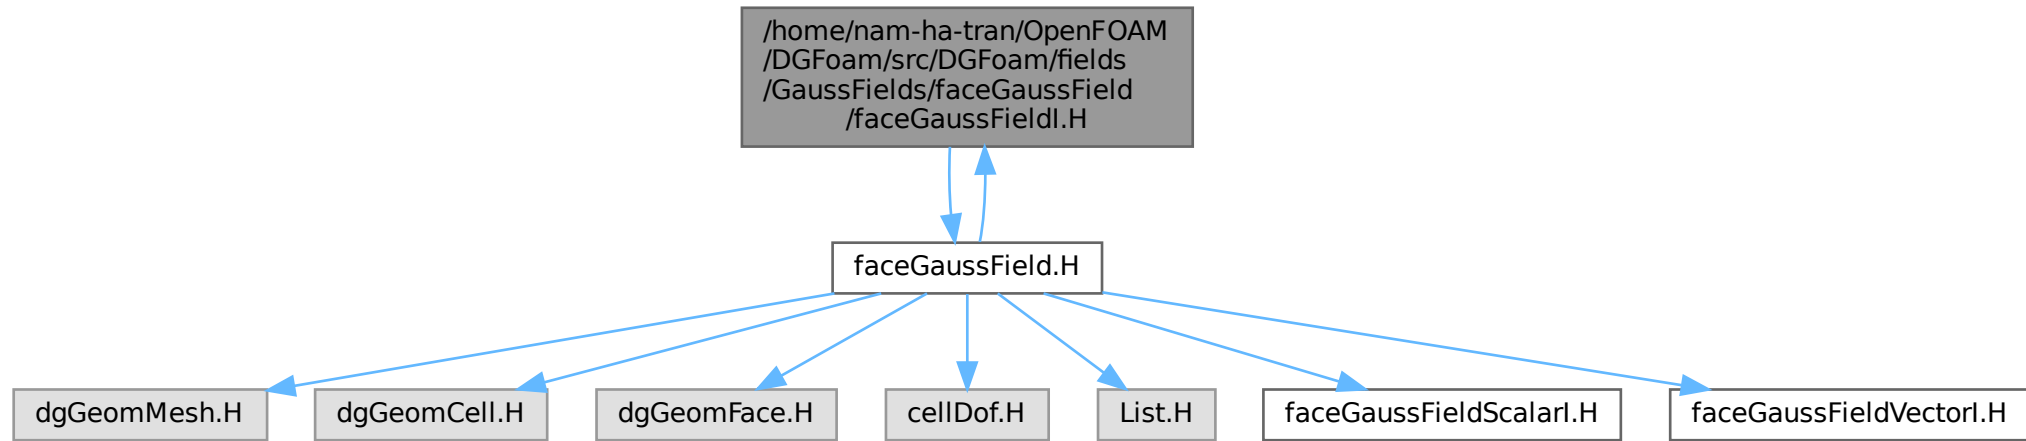 /home/nam-ha-tran/OpenFOAM
/DGFoam/src/DGFoam/fields
/GaussFields/faceGaussField
/faceGaussFieldI.H
faceGaussField.H
dgGeomMesh.H
dgGeomCell.H
dgGeomFace.H
cellDof.H
List.H
faceGaussFieldScalarI.H
faceGaussFieldVectorI.H